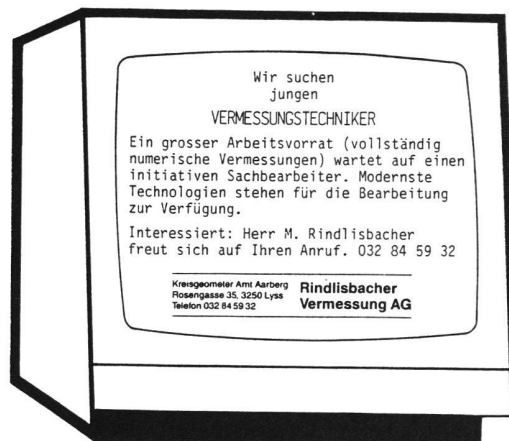 Wir suchen
jungen
VERMESSUNGSTECHNIKER
Ein grosser Arbeitsvorrat (vollständig
numerische Vermessungen) wartet auf einen
initiativen Sachbearbeiter. Modernste
Technologien stehen für die Bearbeitung
zur Verfügung.
Interessiert: Herr M. Rindlisbacher
freut sich auf Ihren Anruf. 032 84 59 32
Kreisgeometer Amt Aarberg
Rosengasse 35, 3250 Lyss
Telefon 032 84 59 32
Rindlisbacher
Vermessung AG